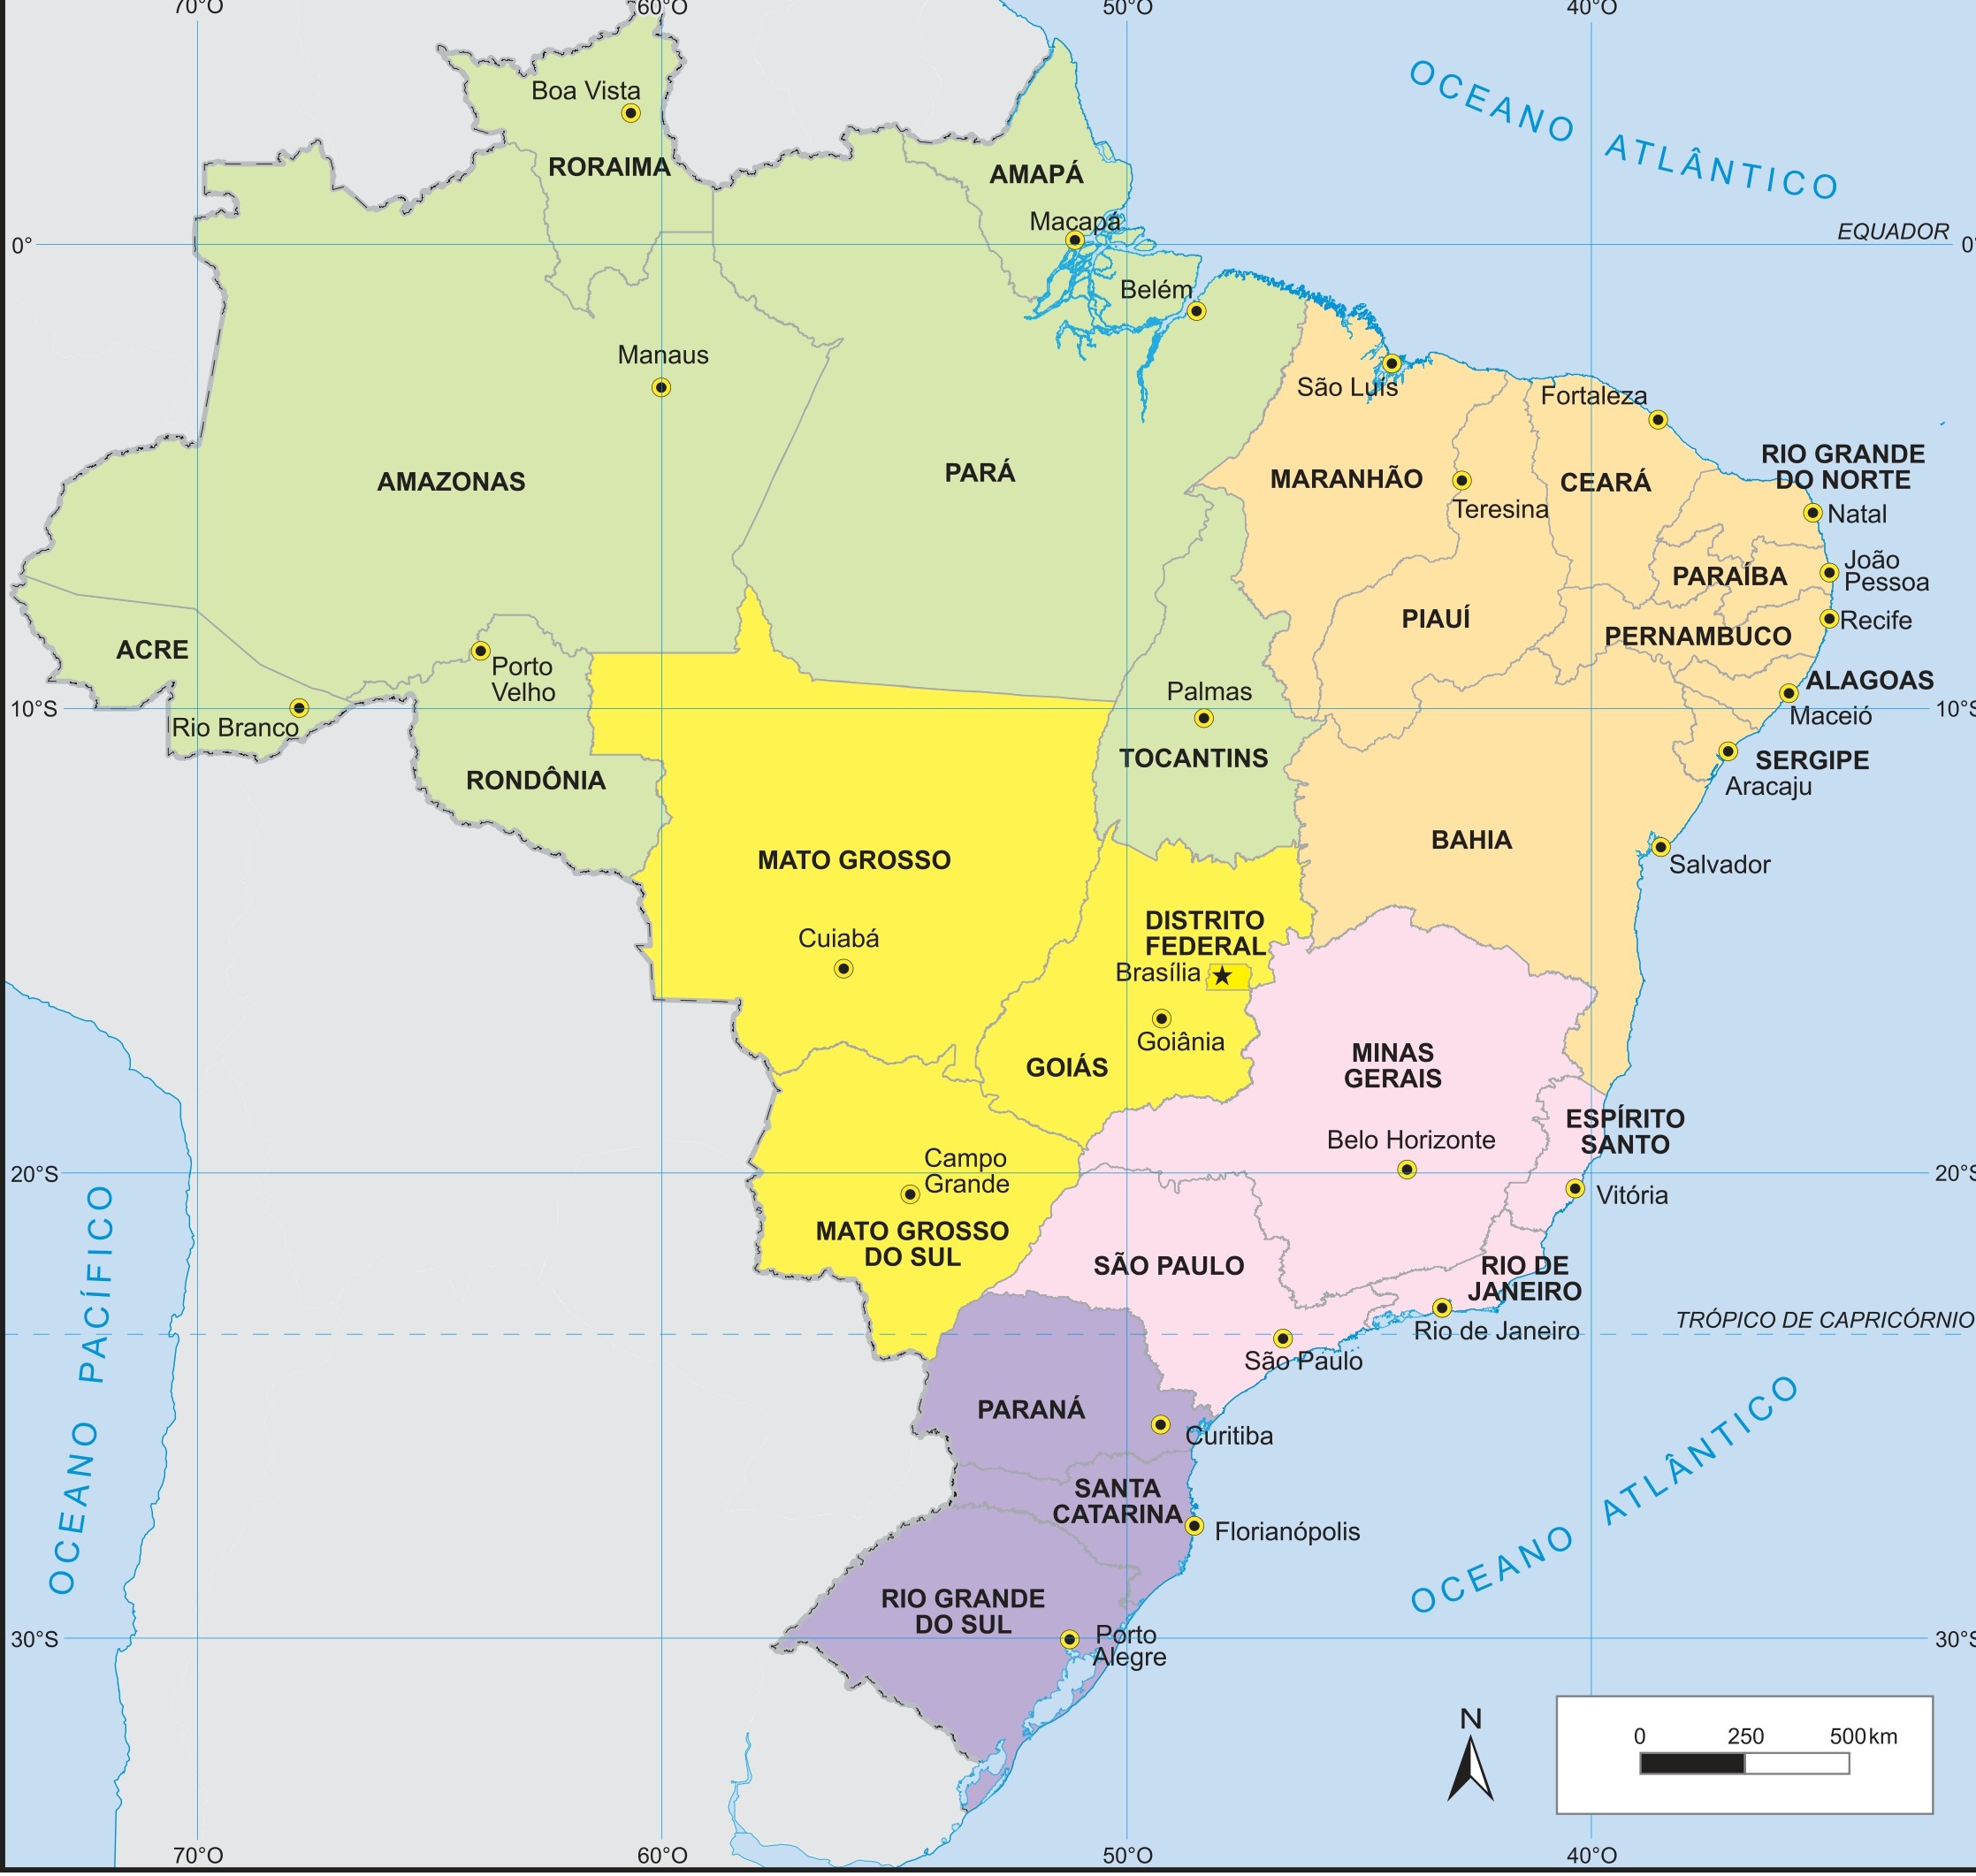 70°O
60°O
50°O
40°O
OCEANO ATLÂNTICO
Boa Vista
RORAIMA
AMAPÁ
Macapá
EQUADOR
0°
0°
Belém
Manaus
São Luís
Fortaleza
RIO GRANDE
DO NORTE
AMAZONAS
PARÁ
MARANHÃO
CEARÁ
Teresina
Natal
João
Pessoa
PARAÍBA
PIAUÍ
Recife
PERNAMBUCO
ACRE
Porto
Velho
Palmas
ALAGOAS
10°S
10°S
Maceió
Rio Branco
TOCANTINS
SERGIPE
RONDÔNIA
Aracaju
BAHIA
MATO GROSSO
Salvador
DISTRITO
FEDERAL
Cuiabá
Brasília
Goiânia
GOIÁS
MINAS
GERAIS
ESPÍRITO
SANTO
Belo Horizonte
Campo
Grande
20°S
20°S
Vitória
MATO GROSSO
DO SUL
SÃO PAULO
RIO DE
JANEIRO
TRÓPICO DE CAPRICÓRNIO
Rio de Janeiro
São Paulo
OCEANO PACÍFICO
PARANÁ
Curitiba
SANTA
CATARINA
Florianópolis
OCEANO ATLÂNTICO
RIO GRANDE
DO SUL
30°S
Porto
Alegre
30°S
N
0 250 500 km
70°O
60°O
50°O
40°O